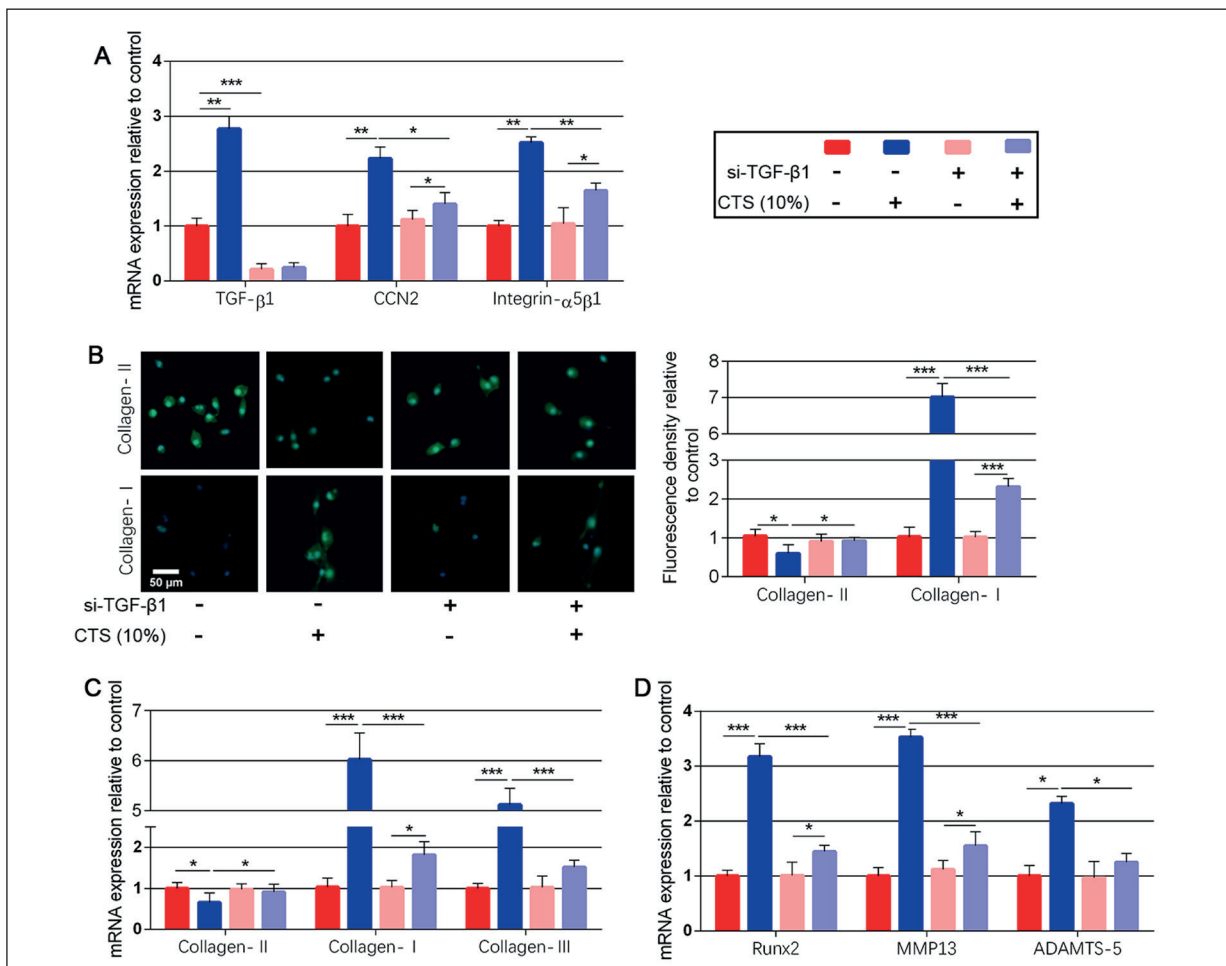 A
mRNA expression relative to control
4
3
2
1
0
*** 
**
** *
*
** **
*
TGF-β1 CCN2 Integrin-α5β1
si-TGF-β1 - - + +
CTS (10%) - + - +
B
Collagen- II
Collagen- I
50 μm
si-TGF-β1 - - + +
CTS (10%) - + - +
Fluorescence density relative
to control
8
7
6
3
2
1
0
* *
*** ***
***
Collagen- II Collagen- I
C
mRNA expression relative to control
7
6
5
2
1
0
* *
*** ***
*
*** ***
Collagen- II Collagen- I Collagen- III
D
mRNA expression relative to control
4
3
2
1
0
*** ***
*
*** ***
*
* *
Runx2 MMP13 ADAMTS-5